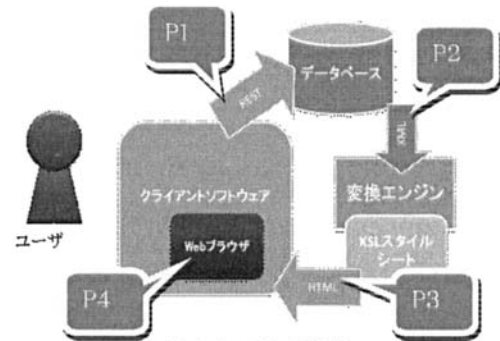 P1
P2
データベース
REST
XML
クライアントソフトウェア
変換エンジン
ユーザ
Webブラウザ
XSLスタイル
シート
HTML
P4
P3